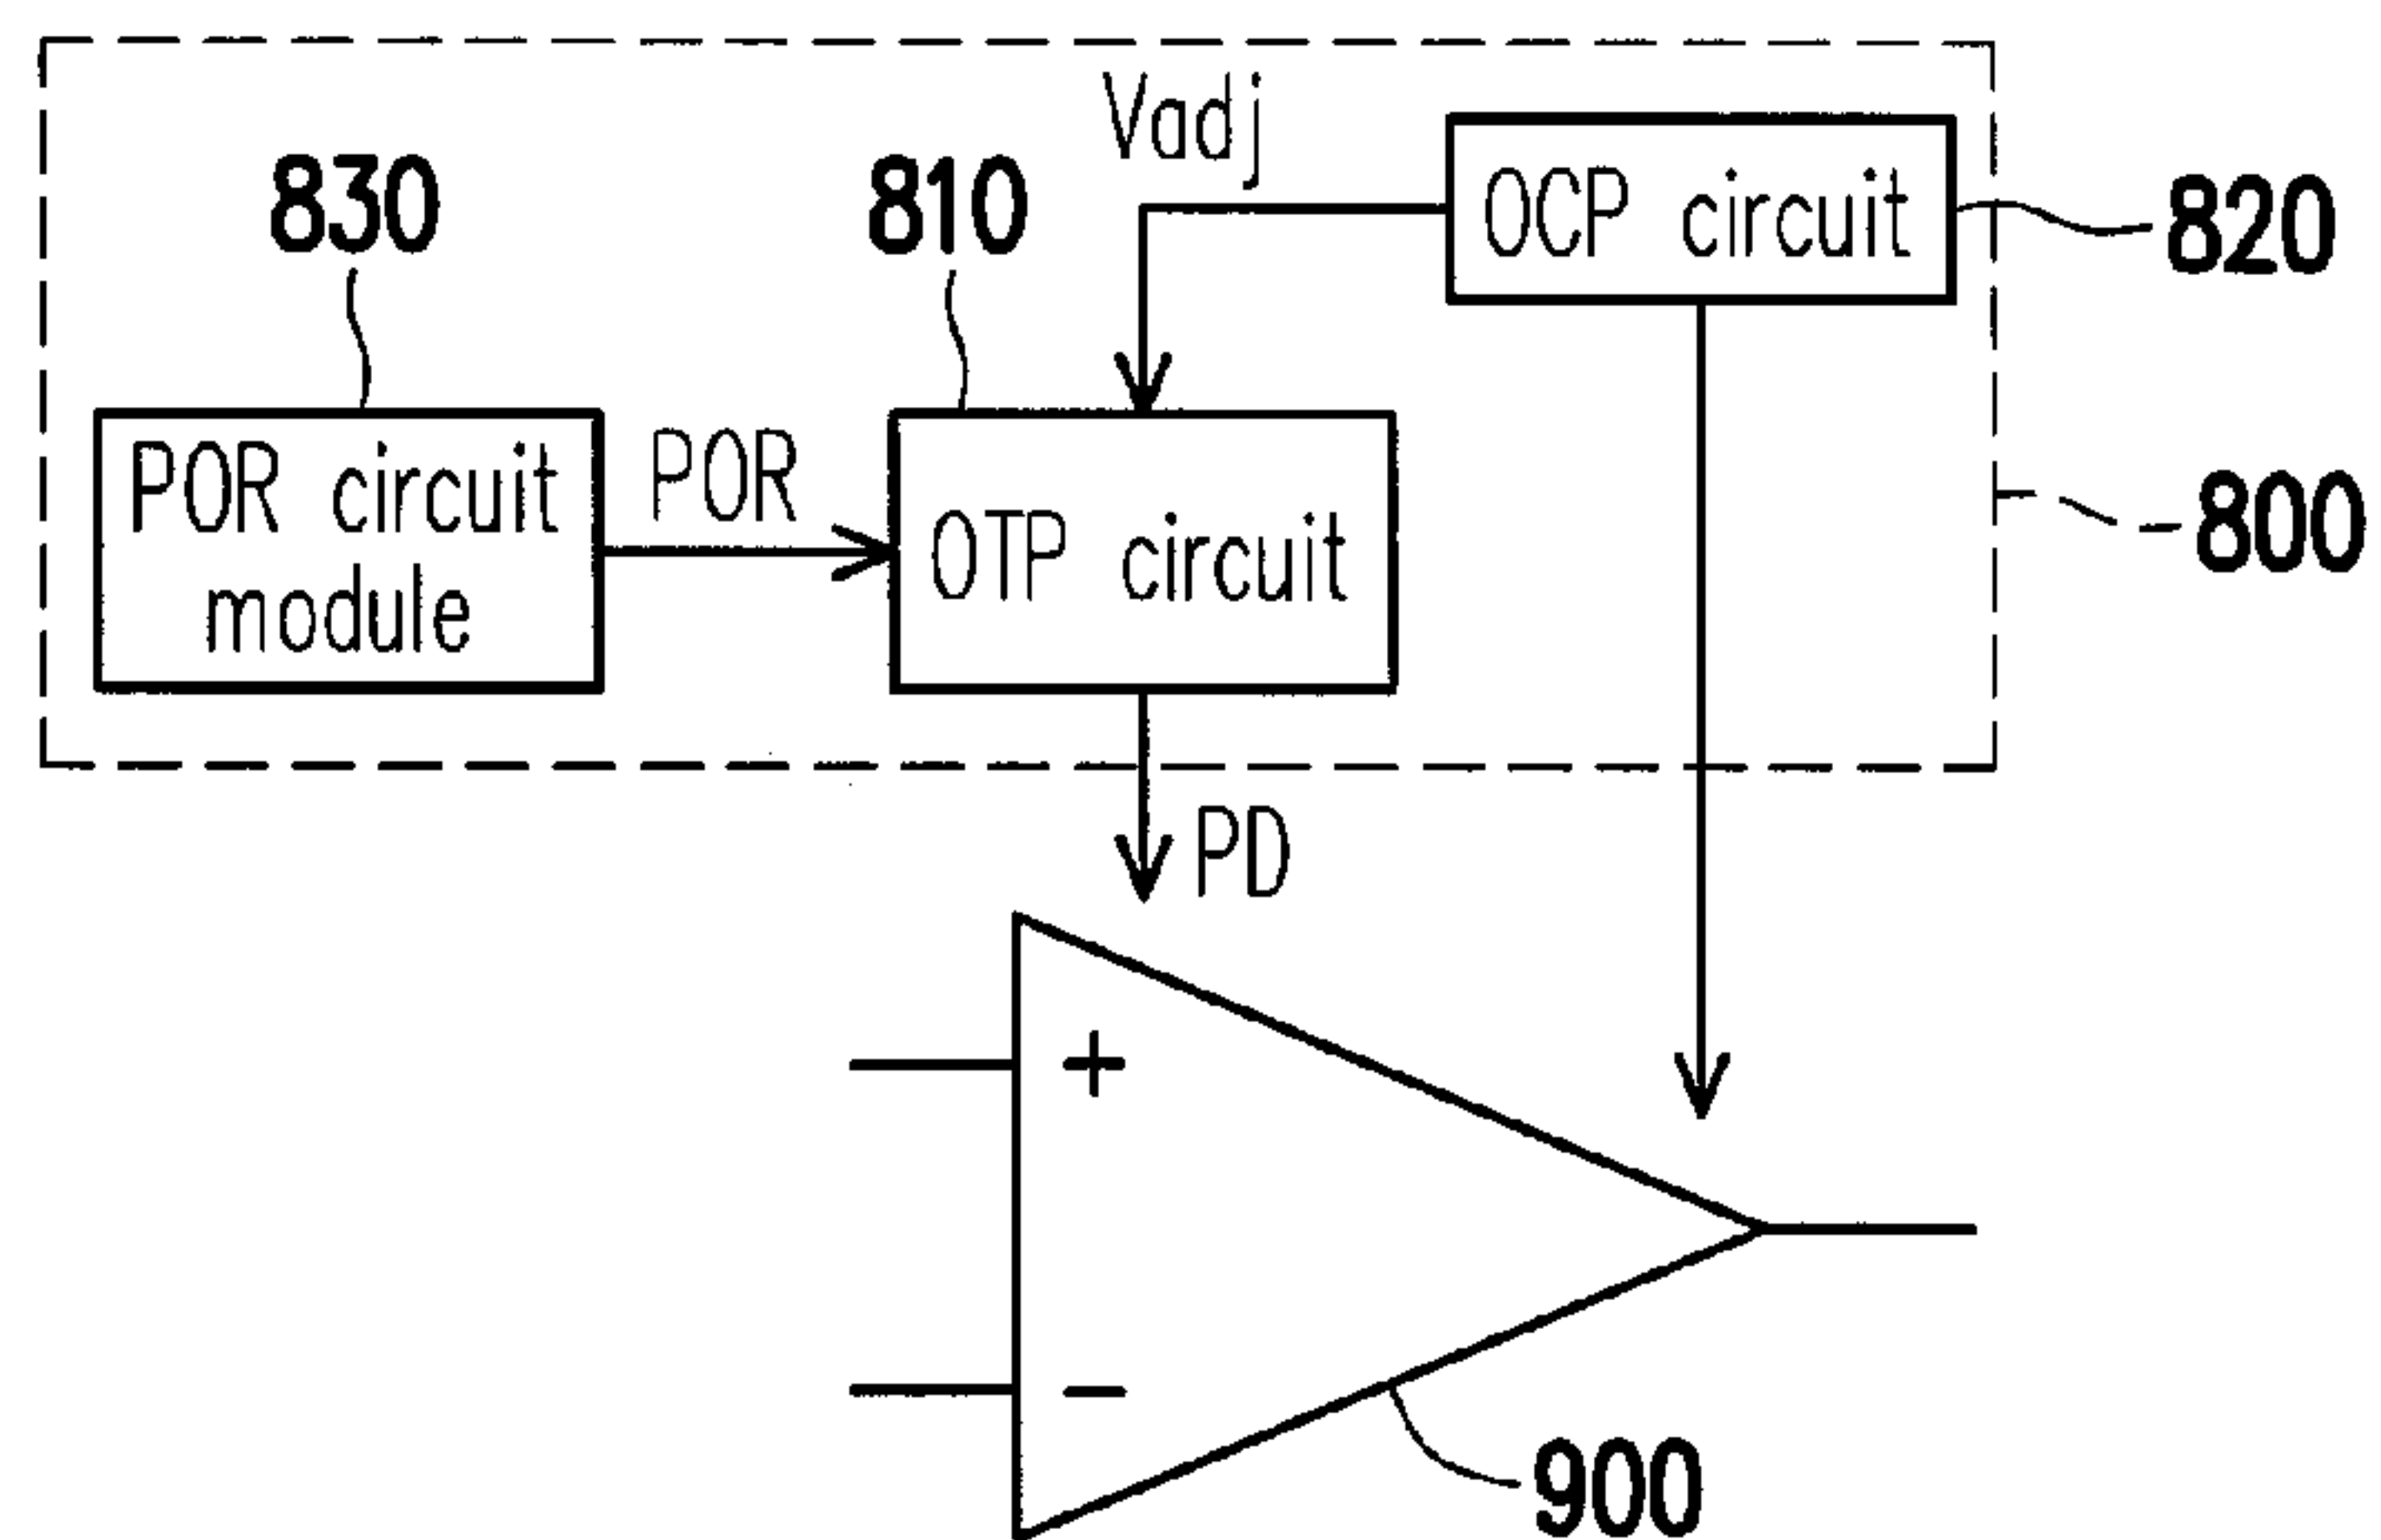 Vadj
830
810
OCP circuit
820
POR circuit
module
POR
OTP circuit
800
PD
+
−
900